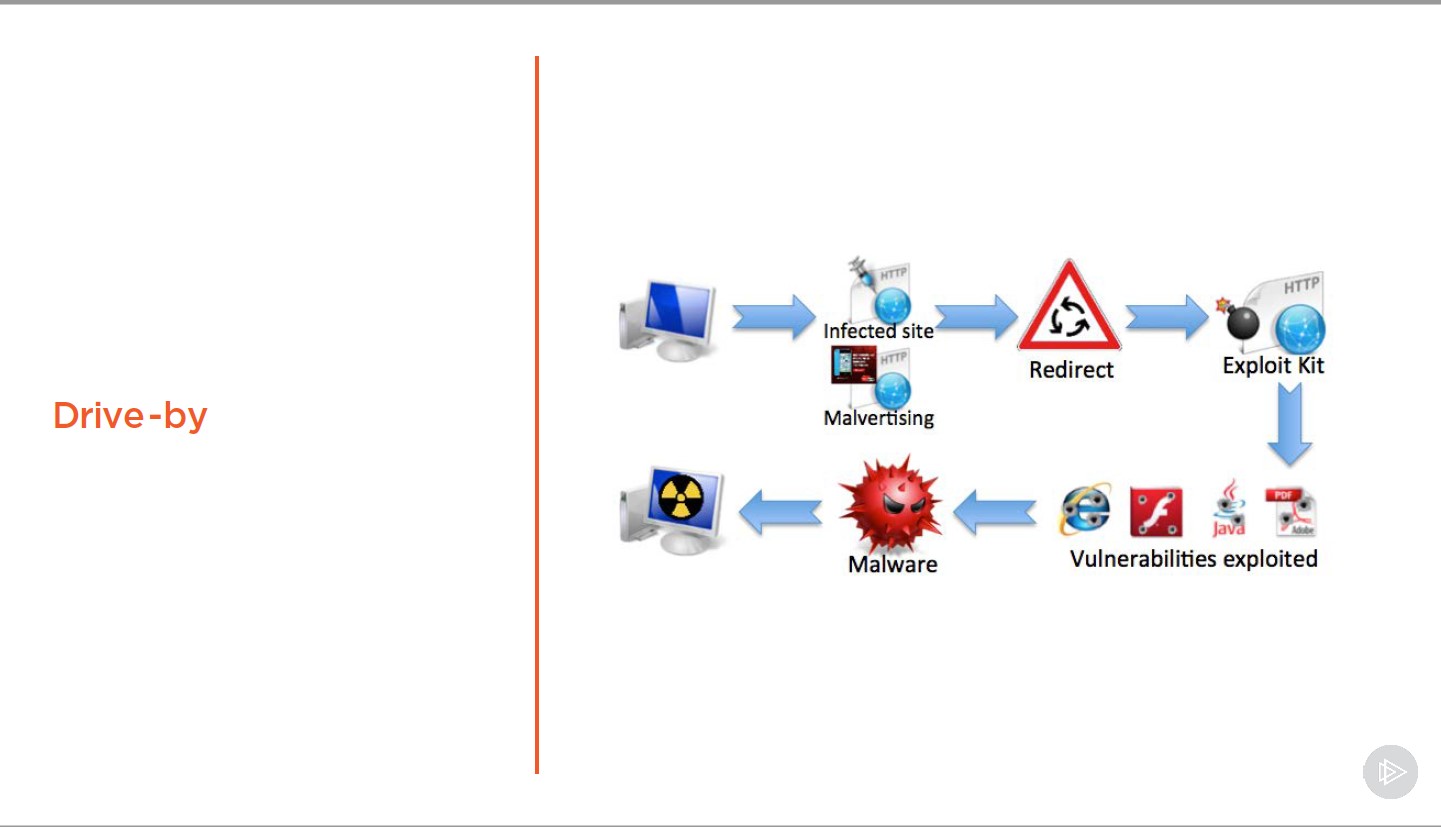 Drive-by
HTTP
Infected site
HTTP
Malvertising
Redirect
HTTP
Exploit Kit
Java
PDF
Adobe
Vulnerabilities exploited
Malware